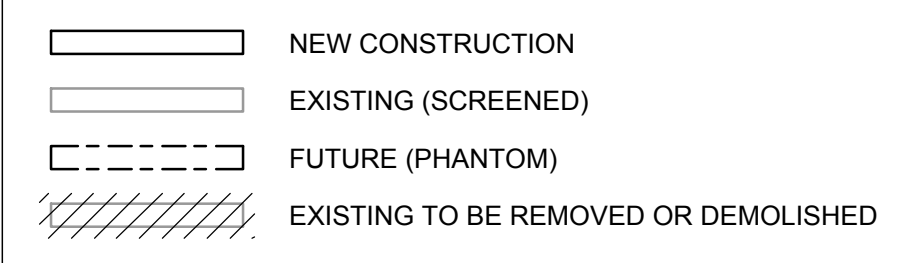 NEW CONSTRUCTION
EXISTING (SCREENED)
FUTURE (PHANTOM)
EXISTING TO BE REMOVED OR DEMOLISHED